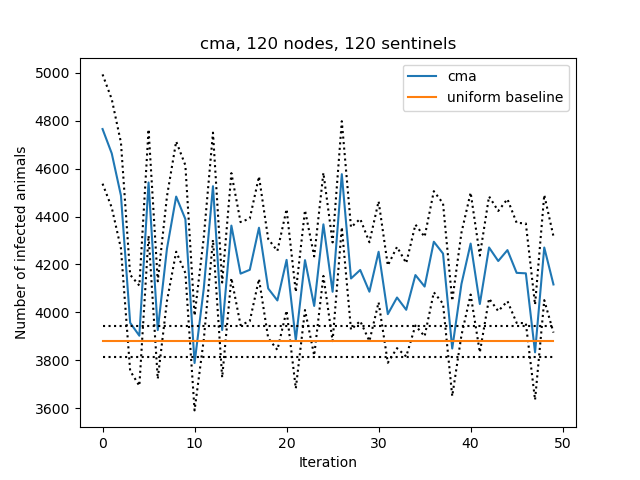 cma, 120 nodes, 120 sentinels
cma
uniform baseline
Number of infected animals
5000
4800
4600
4400
4200
4000
3800
3600
0
10
20
30
40
50
Iteration